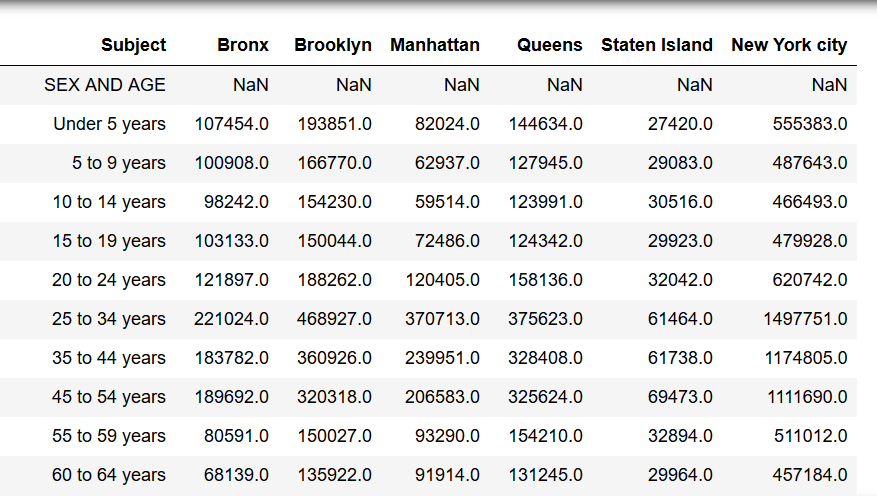 Subject Bronx Brooklyn Manhattan Queens Staten Island New York city
SEX AND AGE NaN NaN NaN NaN NaN NaN
Under 5 years 107454.0 193851.0 82024.0 144634.0 27420.0 555383.0
5 to 9 years 100908.0 166770.0 62937.0 127945.0 29083.0 487643.0
10 to 14 years 98242.0 154230.0 59514.0 123991.0 30516.0 466493.0
15 to 19 years 103133.0 150044.0 72486.0 124342.0 29923.0 479928.0
20 to 24 years 121897.0 188262.0 120405.0 158136.0 32042.0 620742.0
25 to 34 years 221024.0 468927.0 370713.0 375623.0 61464.0 1497751.0
35 to 44 years 183782.0 360926.0 239951.0 328408.0 61738.0 1174805.0
45 to 54 years 189692.0 320318.0 206583.0 325624.0 69473.0 1111690.0
55 to 59 years 80591.0 150027.0 93290.0 154210.0 32894.0 511012.0
60 to 64 years 68139.0 135922.0 91914.0 131245.0 29964.0 457184.0